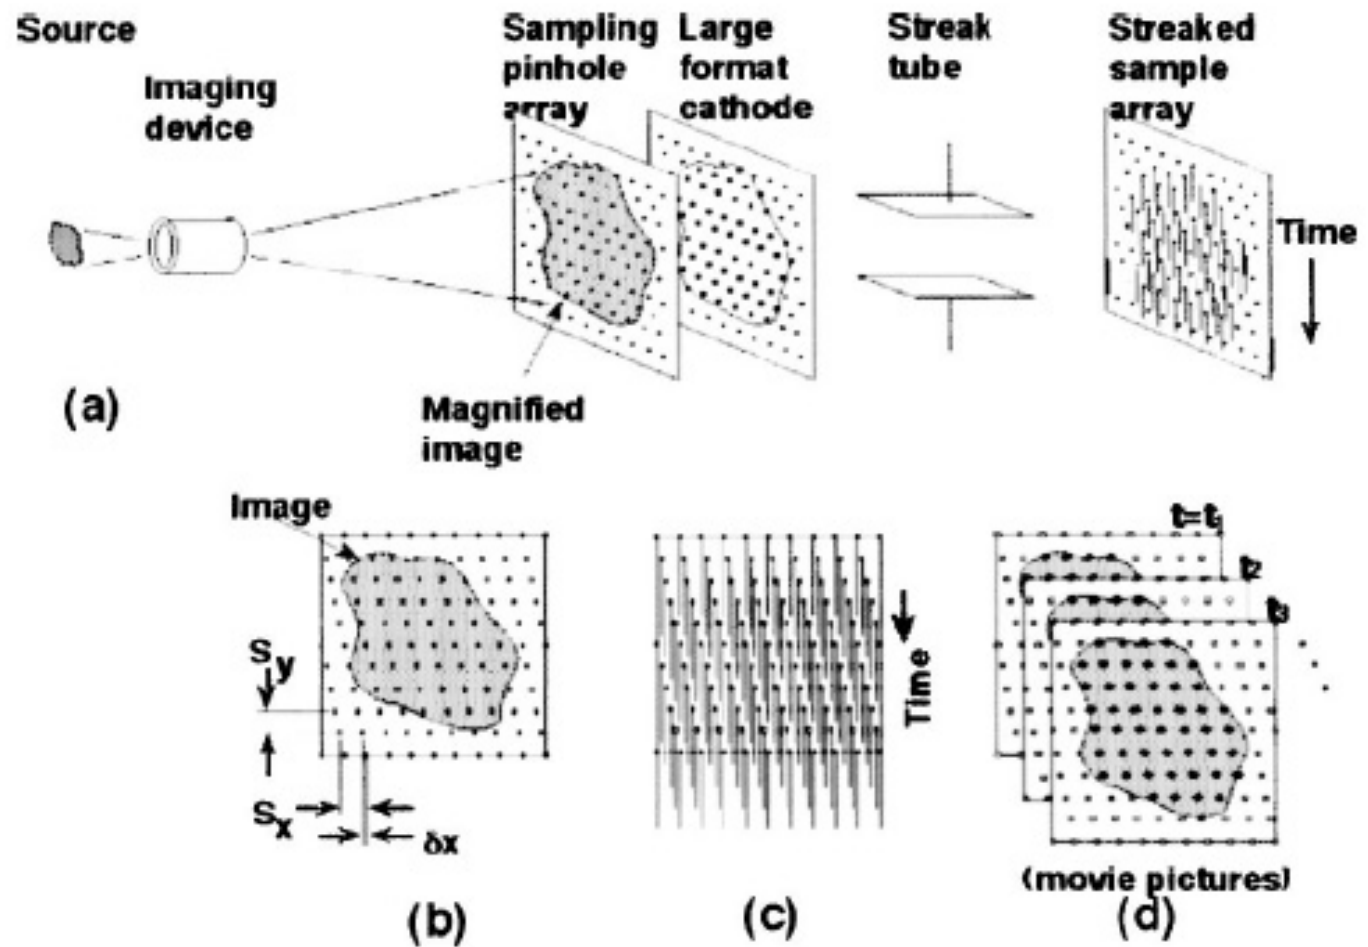 Source
Imaging
device
Sampling
pinhole
array
Large
format
cathode
Streak
tube
Streaked
sample
array
Time
(a)
Magnified
image
Image
Sy
Sx
δx
(b)
Time
(c)
t=t
t2
t3
(movie pictures)
(d)